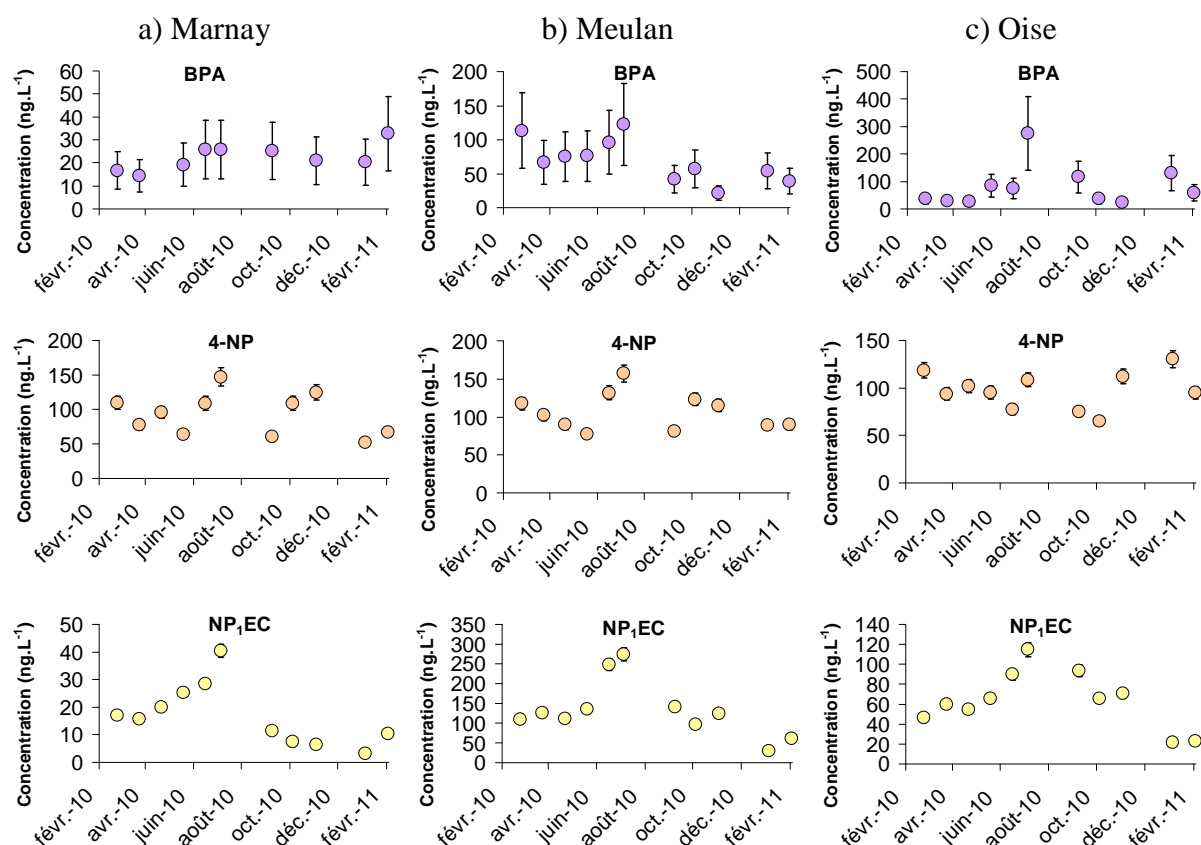 a) Marnay
b) Meulan
c) Oise
BPA
Concentration (ng.L-1)
60
50
40
30
20
10
0
févr.-10
avr.-10
juin-10
août-10
oct.-10
déc.-10
févr.-11
BPA
Concentration (ng.L-1)
200
150
100
50
0
févr.-10
avr.-10
juin-10
août-10
oct.-10
déc.-10
févr.-11
BPA
Concentration (ng.L-1)
500
400
300
200
100
0
févr.-10
avr.-10
juin-10
août-10
oct.-10
déc.-10
févr.-11
4-NP
Concentration (ng.L-1)
200
150
100
50
0
févr.-10
avr.-10
juin-10
août-10
oct.-10
déc.-10
févr.-11
4-NP
Concentration (ng.L-1)
200
150
100
50
0
févr.-10
avr.-10
juin-10
août-10
oct.-10
déc.-10
févr.-11
4-NP
Concentration (ng.L-1)
150
100
50
0
févr.-10
avr.-10
juin-10
août-10
oct.-10
déc.-10
févr.-11
NP₁EC
Concentration (ng.L-1)
50
40
30
20
10
0
févr.-10
avr.-10
juin-10
août-10
oct.-10
déc.-10
févr.-11
NP₁EC
Concentration (ng.L-1)
350
300
250
200
150
100
50
0
févr.-10
avr.-10
juin-10
août-10
oct.-10
déc.-10
févr.-11
NP₁EC
Concentration (ng.L-1)
140
120
100
80
60
40
20
0
févr.-10
avr.-10
juin-10
août-10
oct.-10
déc.-10
févr.-11